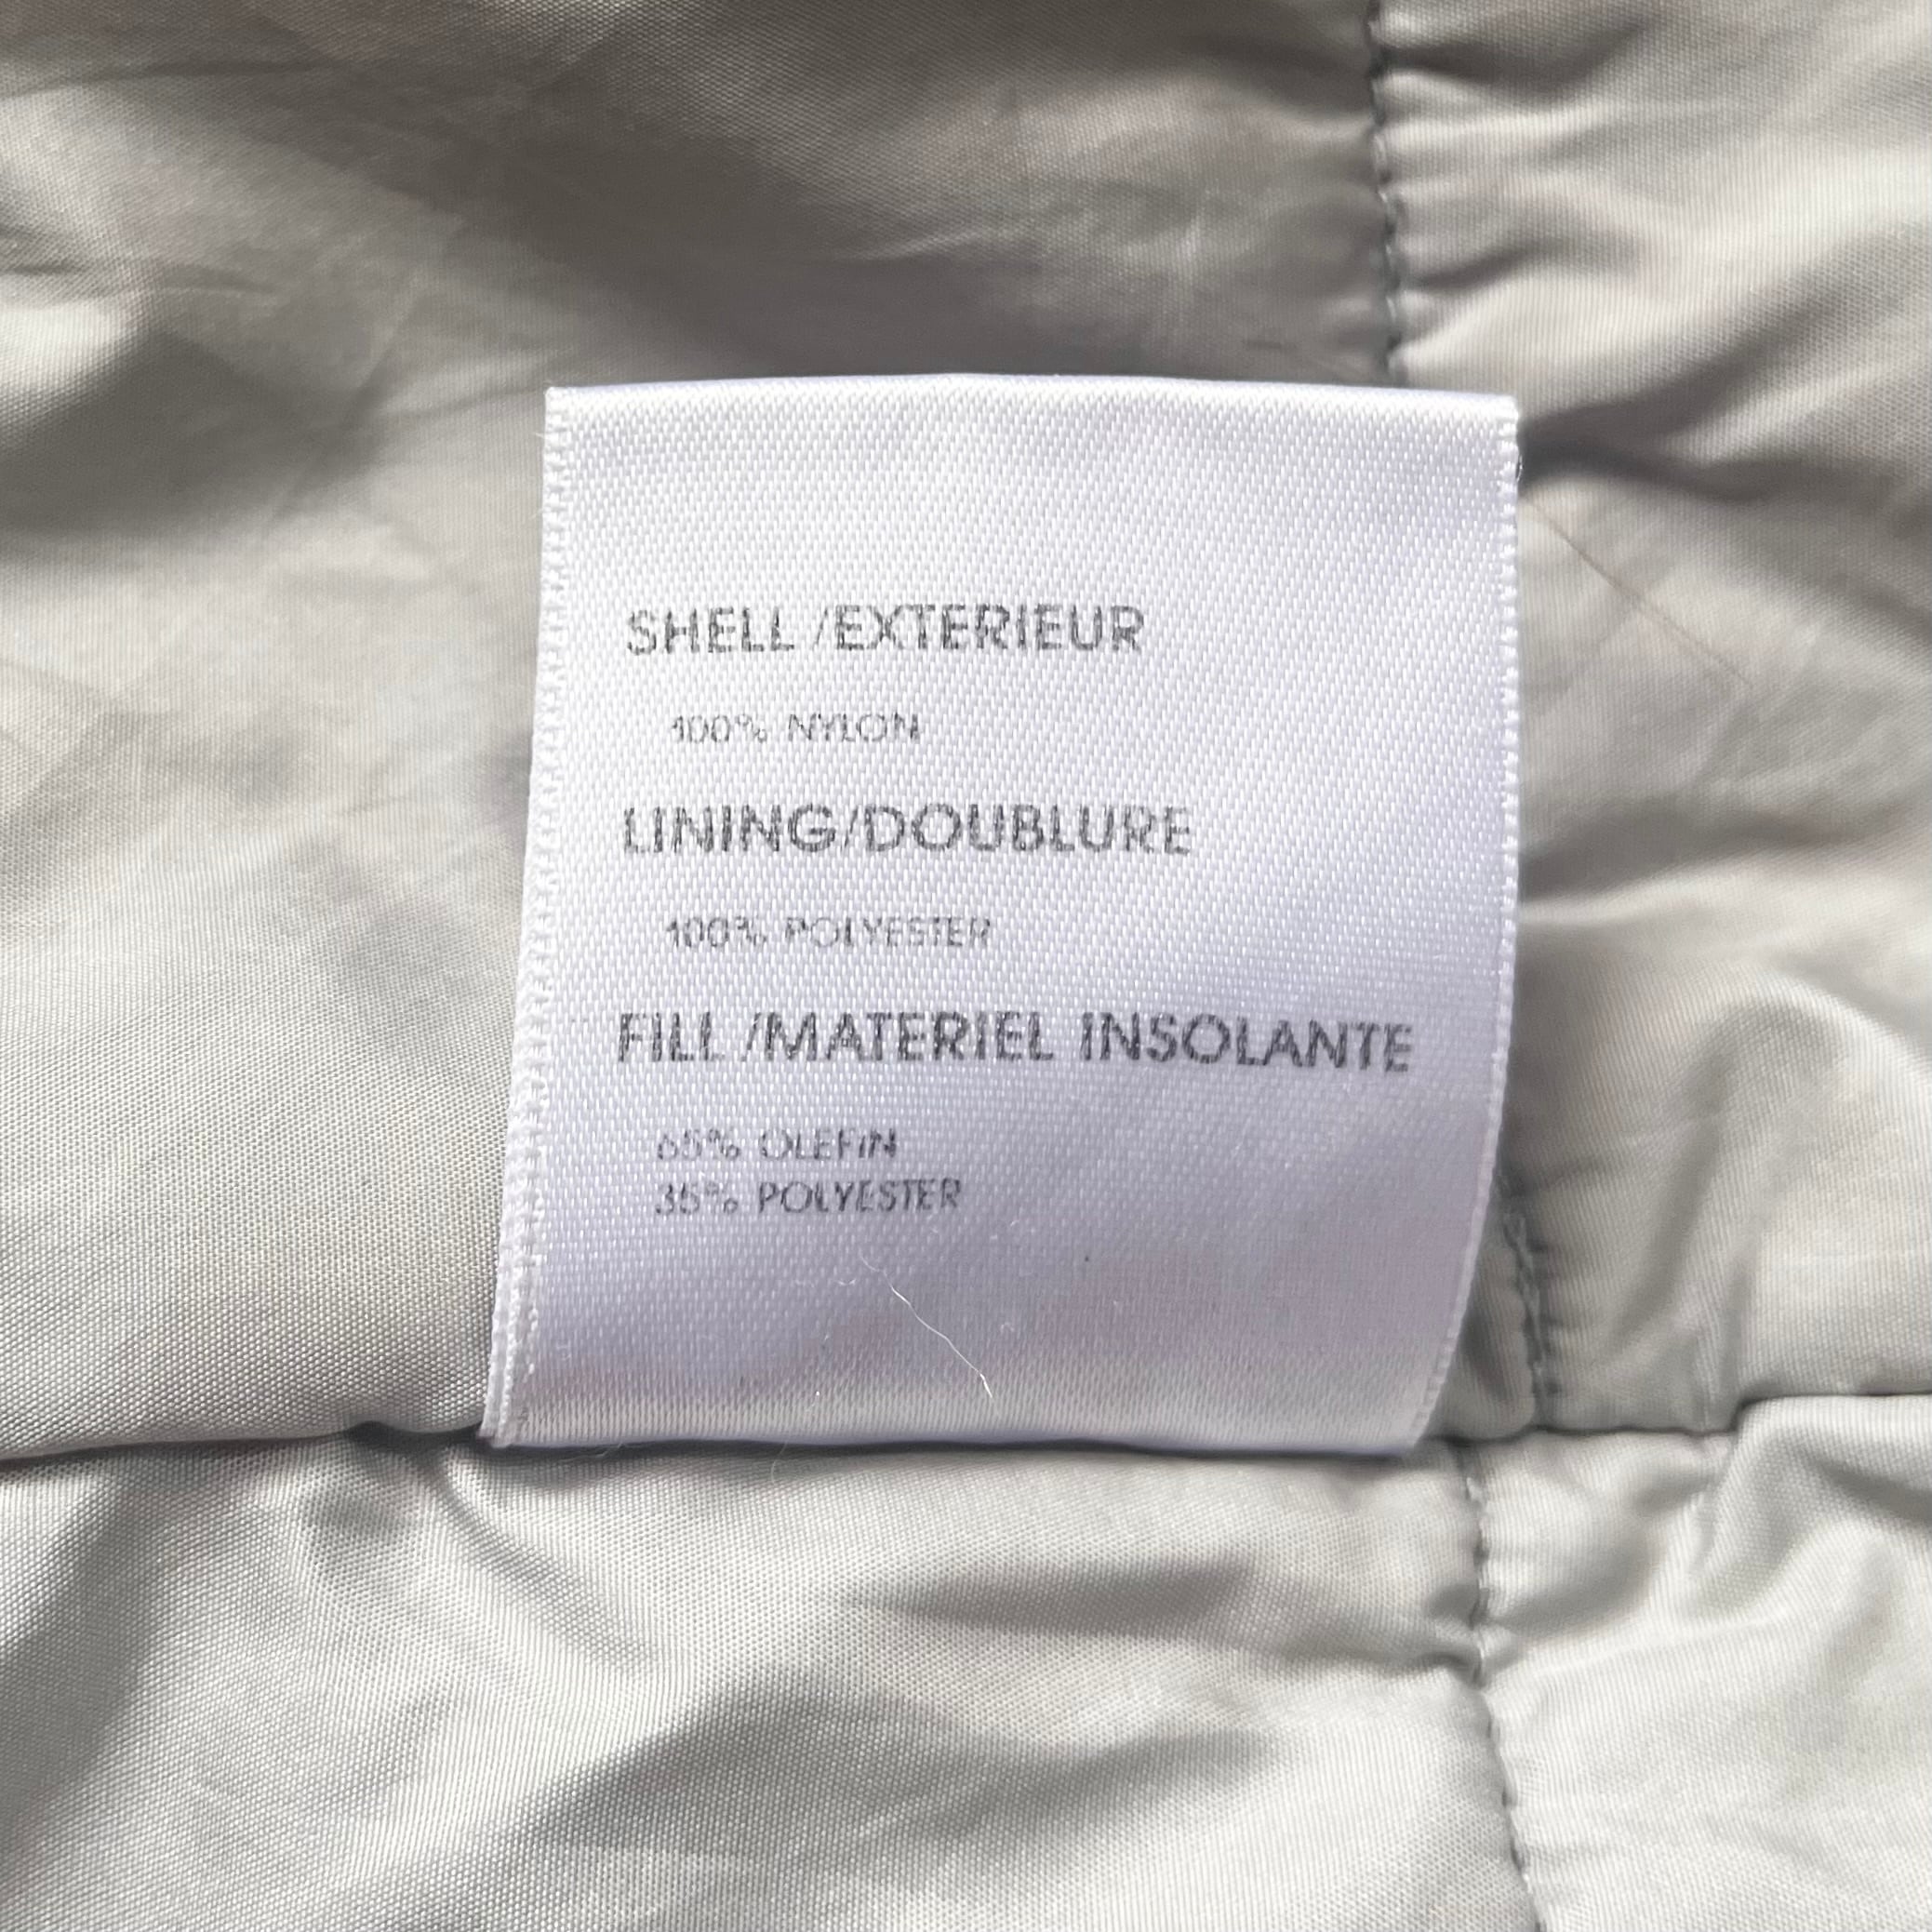 SHELL /EXTERIEUR
100% NYLON
LINING/DOUBLURE
100% POLYESTER
FILL /MATERIEL INSOLANTE
65% OLEFIN
35% POLYESTER